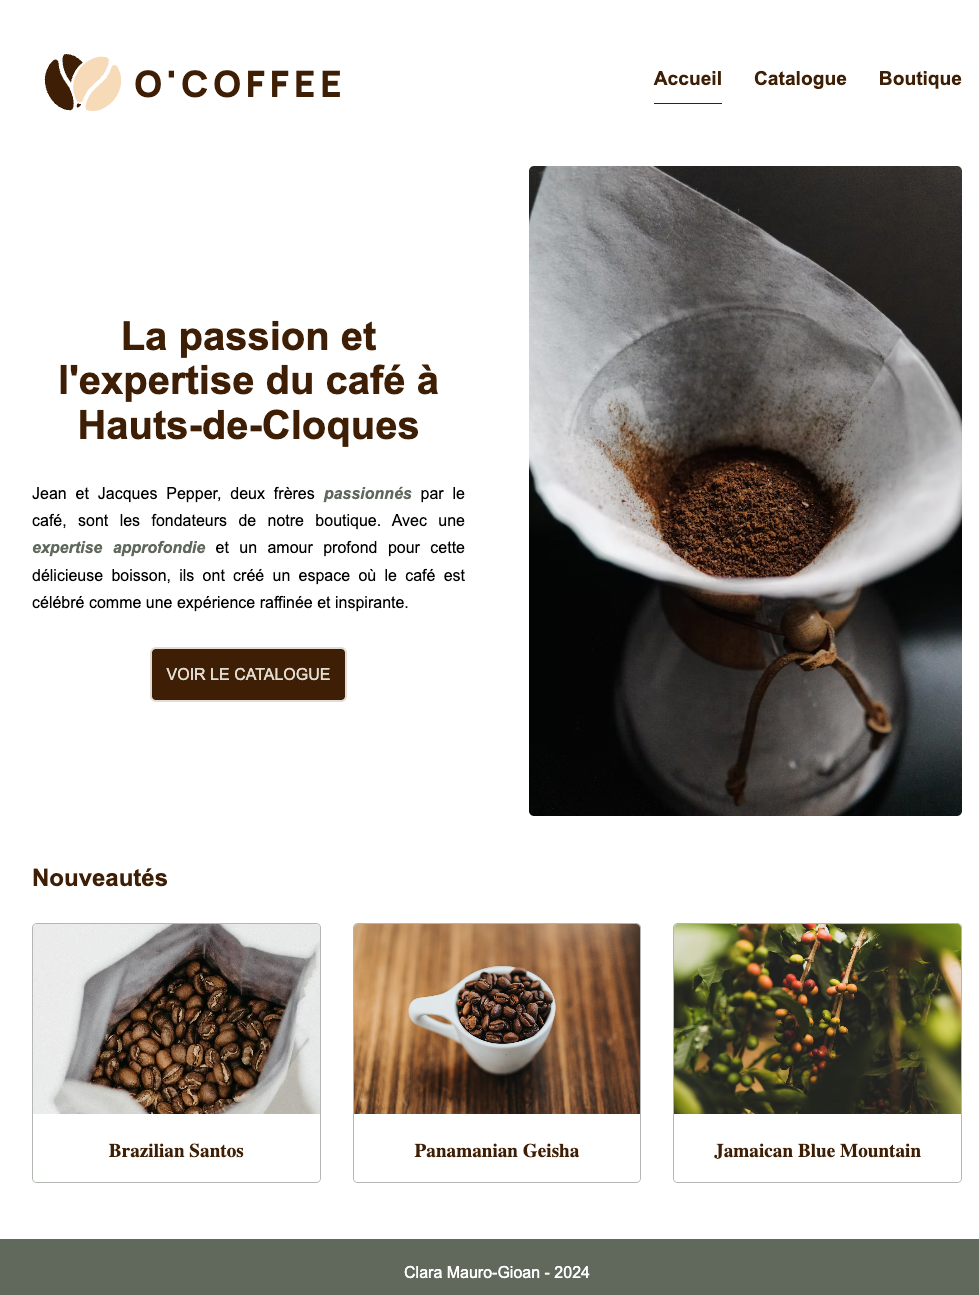 O'COFFEE
Accueil Catalogue Boutique
La passion et
l'expertise du café à
Hauts-de-Cloques
Jean et Jacques Pepper, deux frères passionnés par le
café, sont les fondateurs de notre boutique. Avec une
expertise approfondie et un amour profond pour cette
délicieuse boisson, ils ont créé un espace où le café est
célébré comme une expérience raffinée et inspirante.
VOIR LE CATALOGUE
Nouveautés
Brazilian Santos
Panamanian Geisha
Jamaican Blue Mountain
Clara Mauro-Gioan - 2024